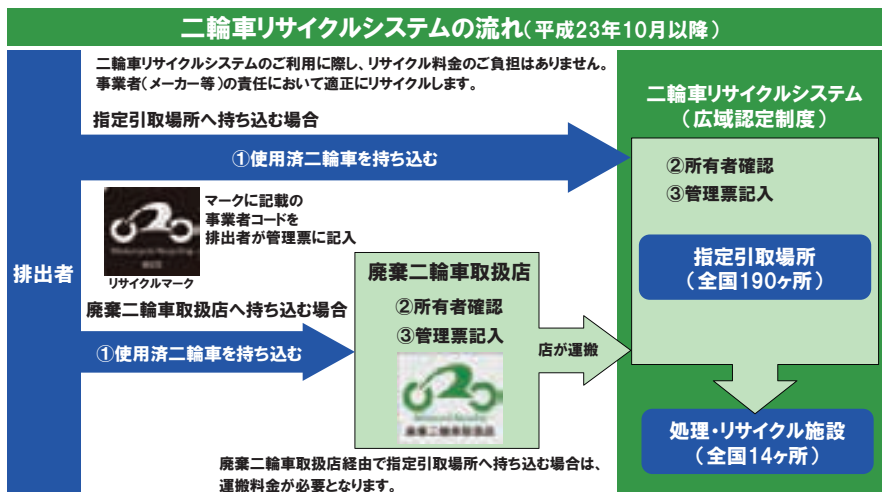 二輪車リサイクルシステムの流れ（平成23年10月以降）
二輪車リサイクルシステムのご利用に際し、リサイクル料金のご負担はありません。
事業者（メーカー等）の責任において適正にリサイクルします。
指定引取場所へ持ち込む場合
①使用済二輪車を持ち込む
マークに記載の
事業者コードを
排出者が管理票に記入
リサイクルマーク
排出者
廃棄二輪車取扱店へ持ち込む場合
①使用済二輪車を持ち込む
廃棄二輪車取扱店
②所有者確認
③管理票記入
廃棄二輪車取扱店
店が運搬
廃棄二輪車取扱店経由で指定引取場所へ持ち込む場合は、
運搬料金が必要となります。
二輪車リサイクルシステム
（広域認定制度）
②所有者確認
③管理票記入
指定引取場所
（全国190ヶ所）
処理・リサイクル施設
（全国14ヶ所）